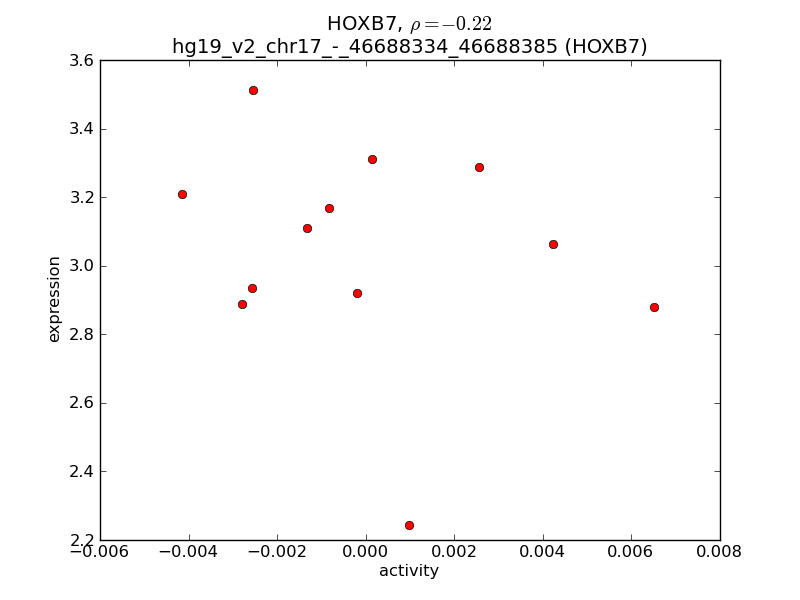 HOXB7, ρ = −0.22
hg19_v2_chr17_-_46688334_46688385 (HOXB7)
3.6
3.4
3.2
3.0
2.8
2.6
2.4
2.2
expression
−0.006 −0.004 −0.002 0.000 0.002 0.004 0.006 0.008
activity